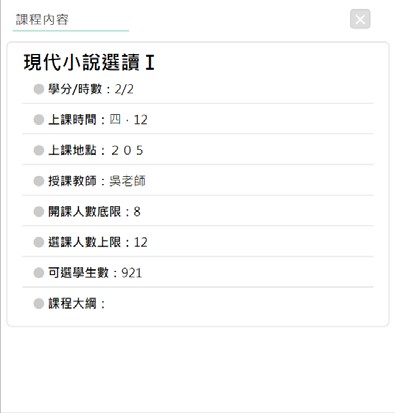 課程內容
現代小說選讀 I
學分/時數：2/2
上課時間：四．12
上課地點：２０５
授課教師：吳老師
開課人數底限：8
選課人數上限：12
可選學生數：921
課程大綱：